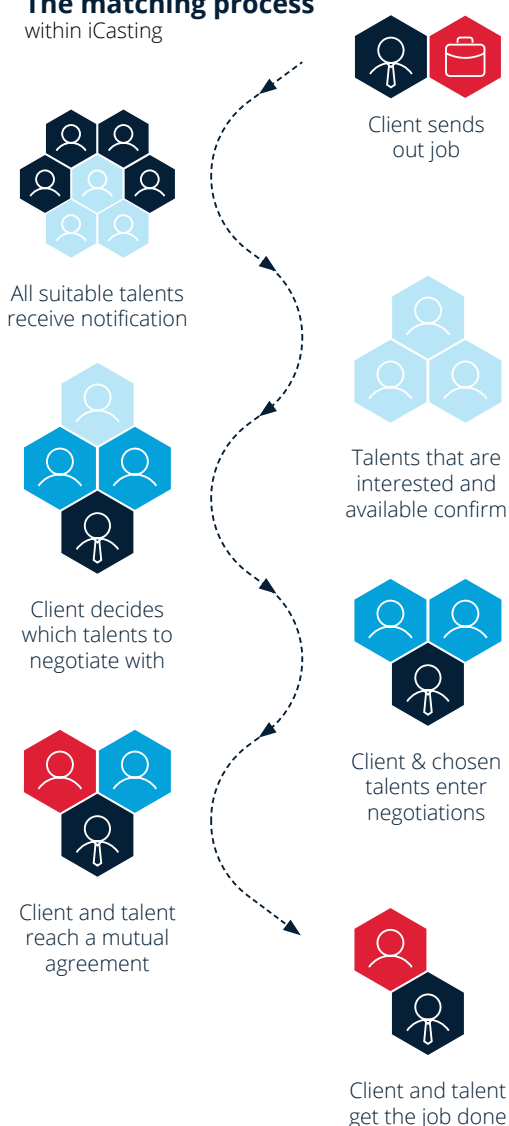 The matching process
within iCasting
Client sends
out job
All suitable talents
receive notification
Talents that are
interested and
available confirm
Client decides
which talents to
negotiate with
Client & chosen
talents enter
negotiations
Client and talent
reach a mutual
agreement
Client and talent
get the job done